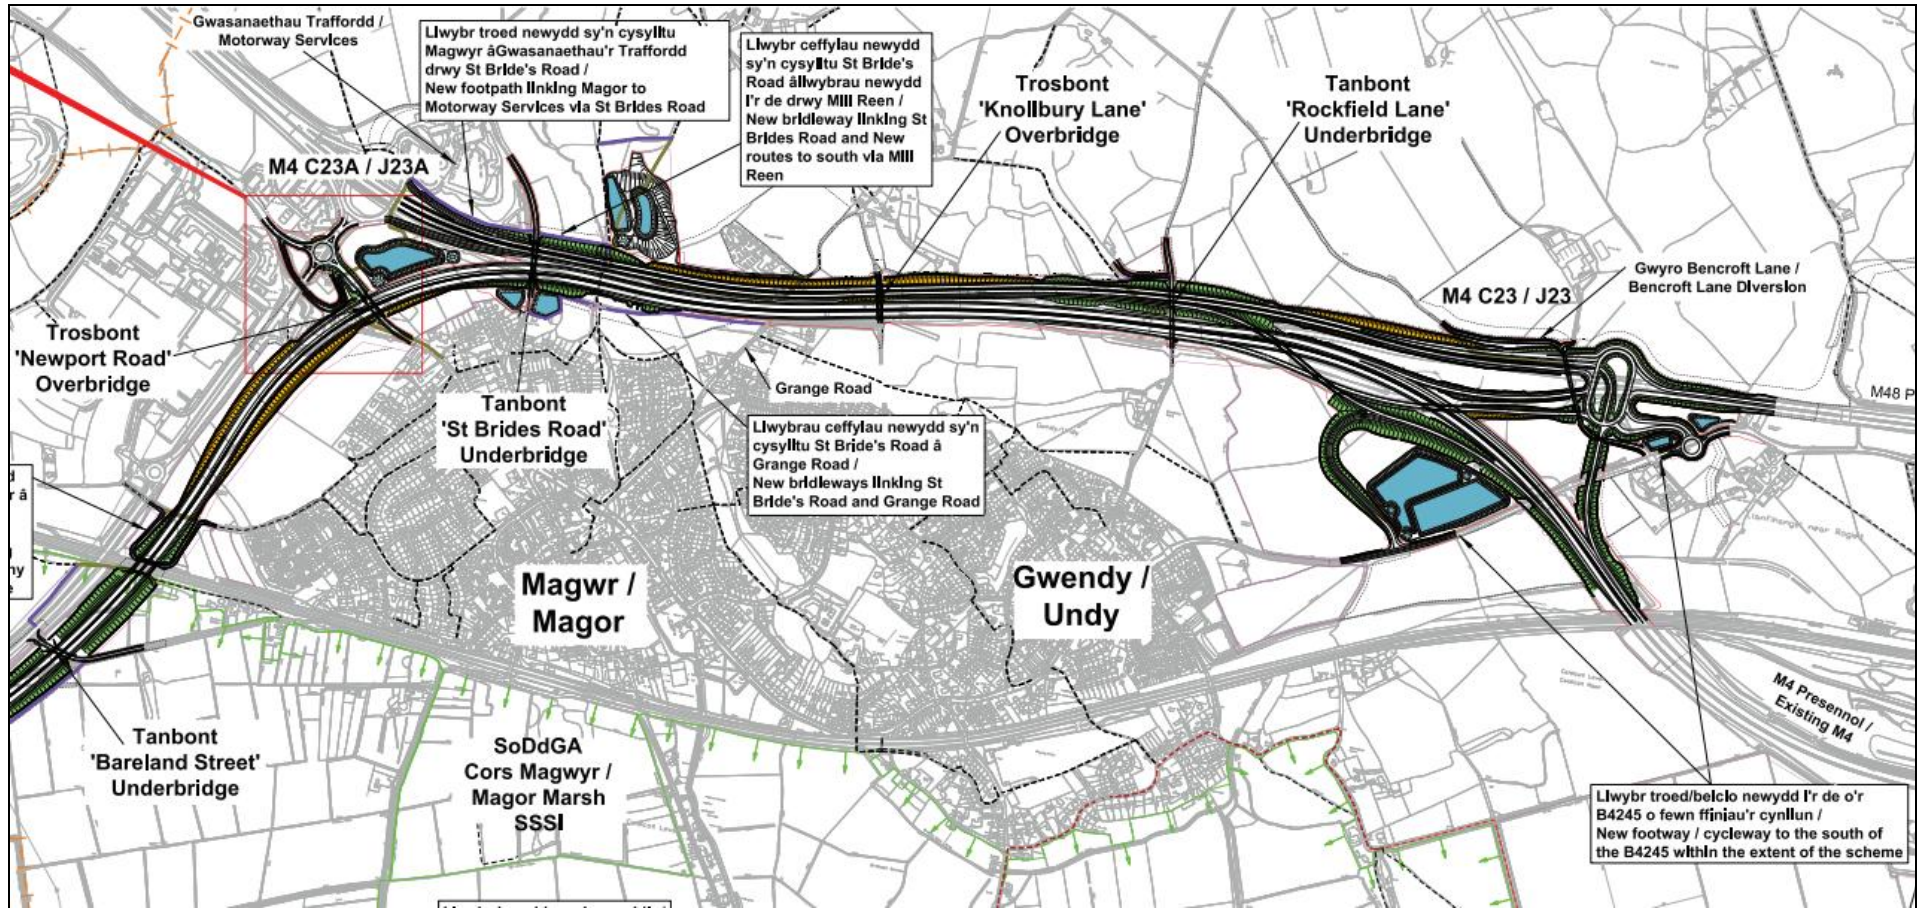 Gwasanaethau Traffordd /
Motorway Services
Llwybr troed newydd sy'n cysylltu
Magwyr âGwasanaethau'r Traffordd
drwy St Bride's Road /
New footpath linking Magor to
Motorway Services via St Brides Road
Llwybr ceffylau newydd
sy'n cysylltu St Bride's
Road âllwybrau newydd
i'r de drwy Mill Reen /
New bridleway linking St
Brides Road and New
routes to south via Mill
Reen
Trosbont
'Knollbury Lane'
Overbridge
Tanbont
'Rockfield Lane'
Underbridge
M4 C23A / J23A
Gwyro Bencroft Lane /
Bencroft Lane Diversion
M4 C23 / J23
M48 P
Trosbont
'Newport Road'
Overbridge
Grange Road
Tanbont
'St Brides Road'
Underbridge
Llwybrau ceffylau newydd sy'n
cysylltu St Bride's Road â
Grange Road /
New bridleways linking St
Bride's Road and Grange Road
Magwr /
Magor
Gwendy /
Undy
M4 Presennol /
Existing M4
Tanbont
'Bareland Street'
Underbridge
SoDdGA
Cors Magwyr /
Magor Marsh
SSSI
Llwybr troed/beicio newydd i'r de o'r
B4245 o fewn ffiniau'r cynllun /
New footway / cycleway to the south of
the B4245 within the extent of the scheme